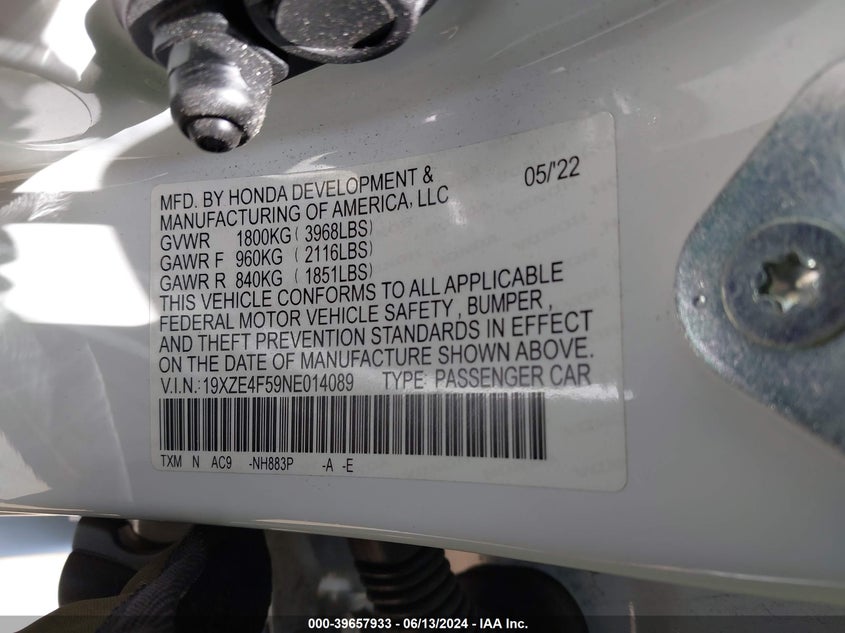 05/'22
MFD. BY HONDA DEVELOPMENT &
MANUFACTURING OF AMERICA, LLC
GVWR 1800KG ( 3968LBS)
GAWR F 960KG ( 2116LBS)
GAWR R 840KG ( 1851LBS)
THIS VEHICLE CONFORMS TO ALL APPLICABLE
FEDERAL MOTOR VEHICLE SAFETY, BUMPER,
AND THEFT PREVENTION STANDARDS IN EFFECT
ON THE DATE OF MANUFACTURE SHOWN ABOVE.
V.I.N.: 19XZE4F59NE014089 TYPE: PASSENGER CAR
TXM N AC9 -NH883P -A -E
000-39657933 - 06/13/2024 - IAA Inc.